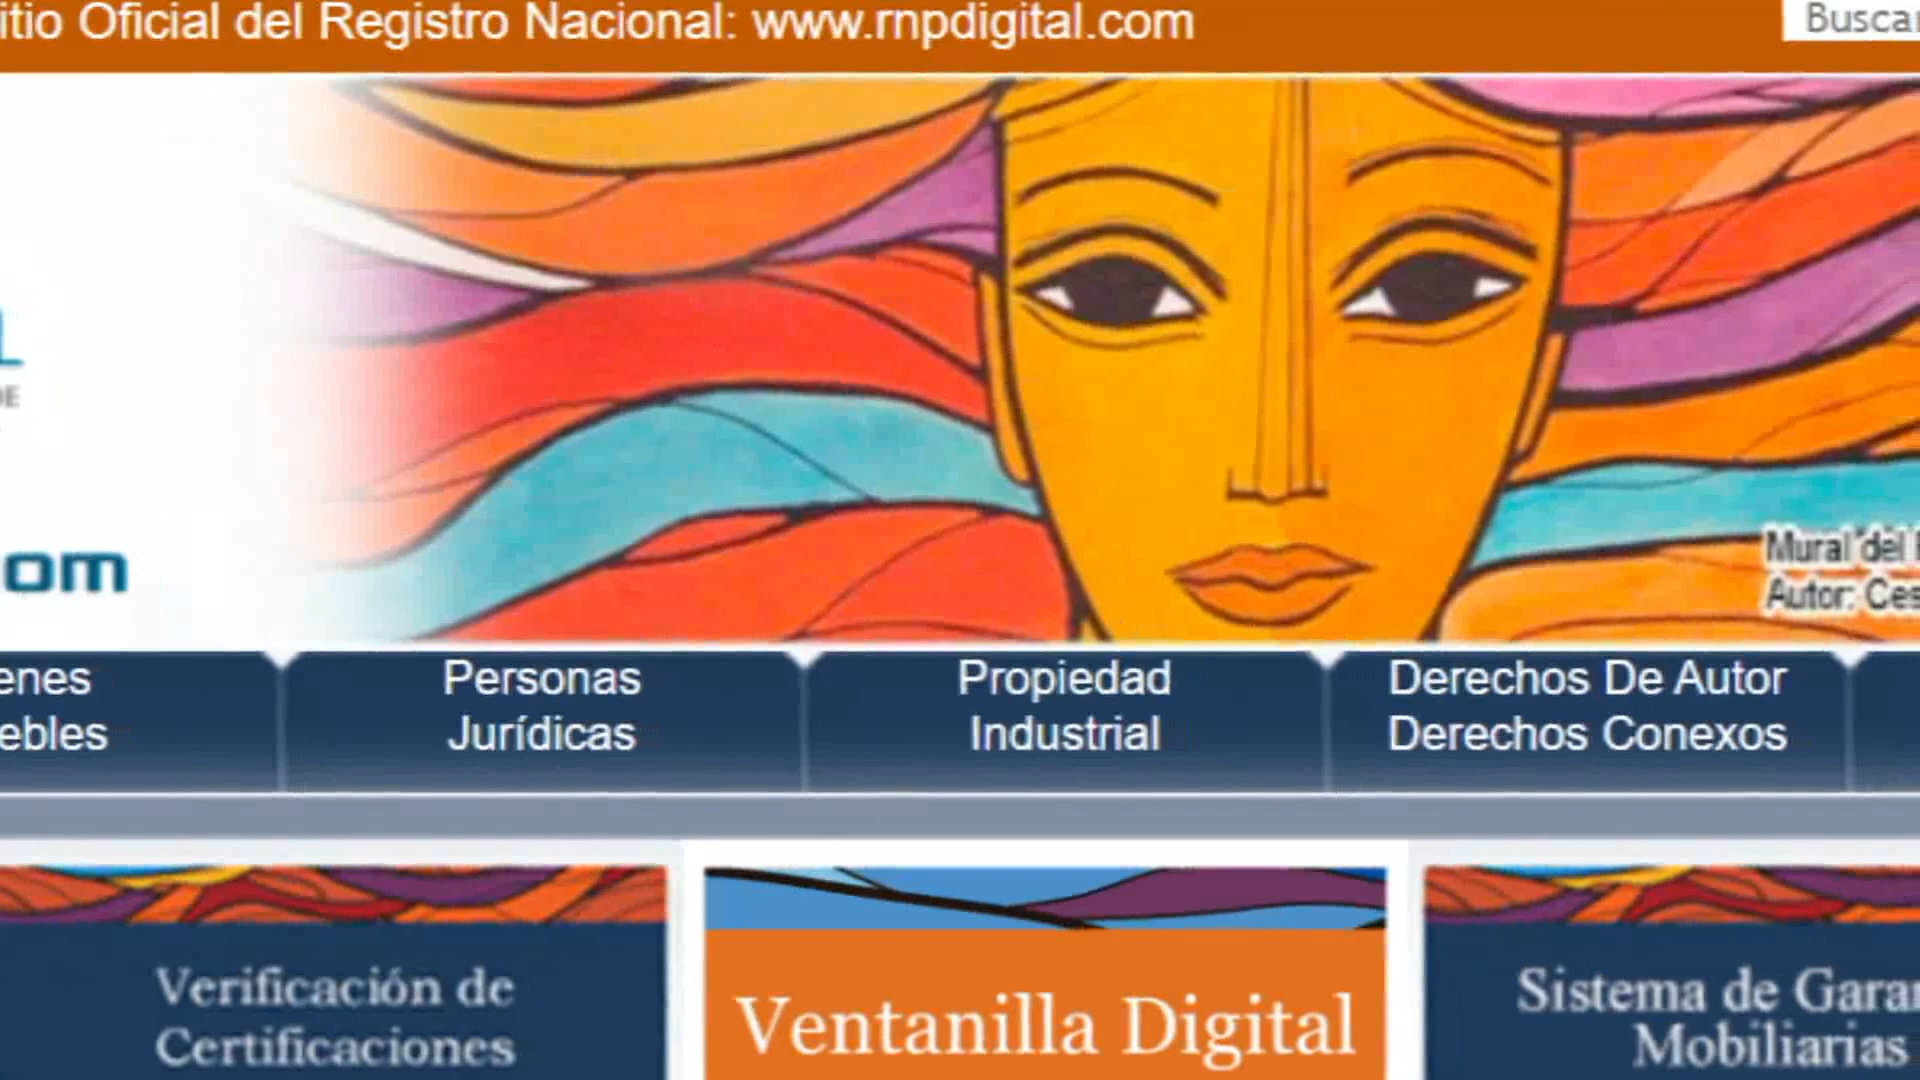 itio Oficial del Registro Nacional: www.rnpdigital.com
Buscar
L
DE
om
Mural del
Autor: Ces
enes
ebles
Personas
Jurídicas
Propiedad
Industrial
Derechos De Autor
Derechos Conexos
Verificación de
Certificaciones
Ventanilla Digital
Sistema de Garan
Mobiliarias